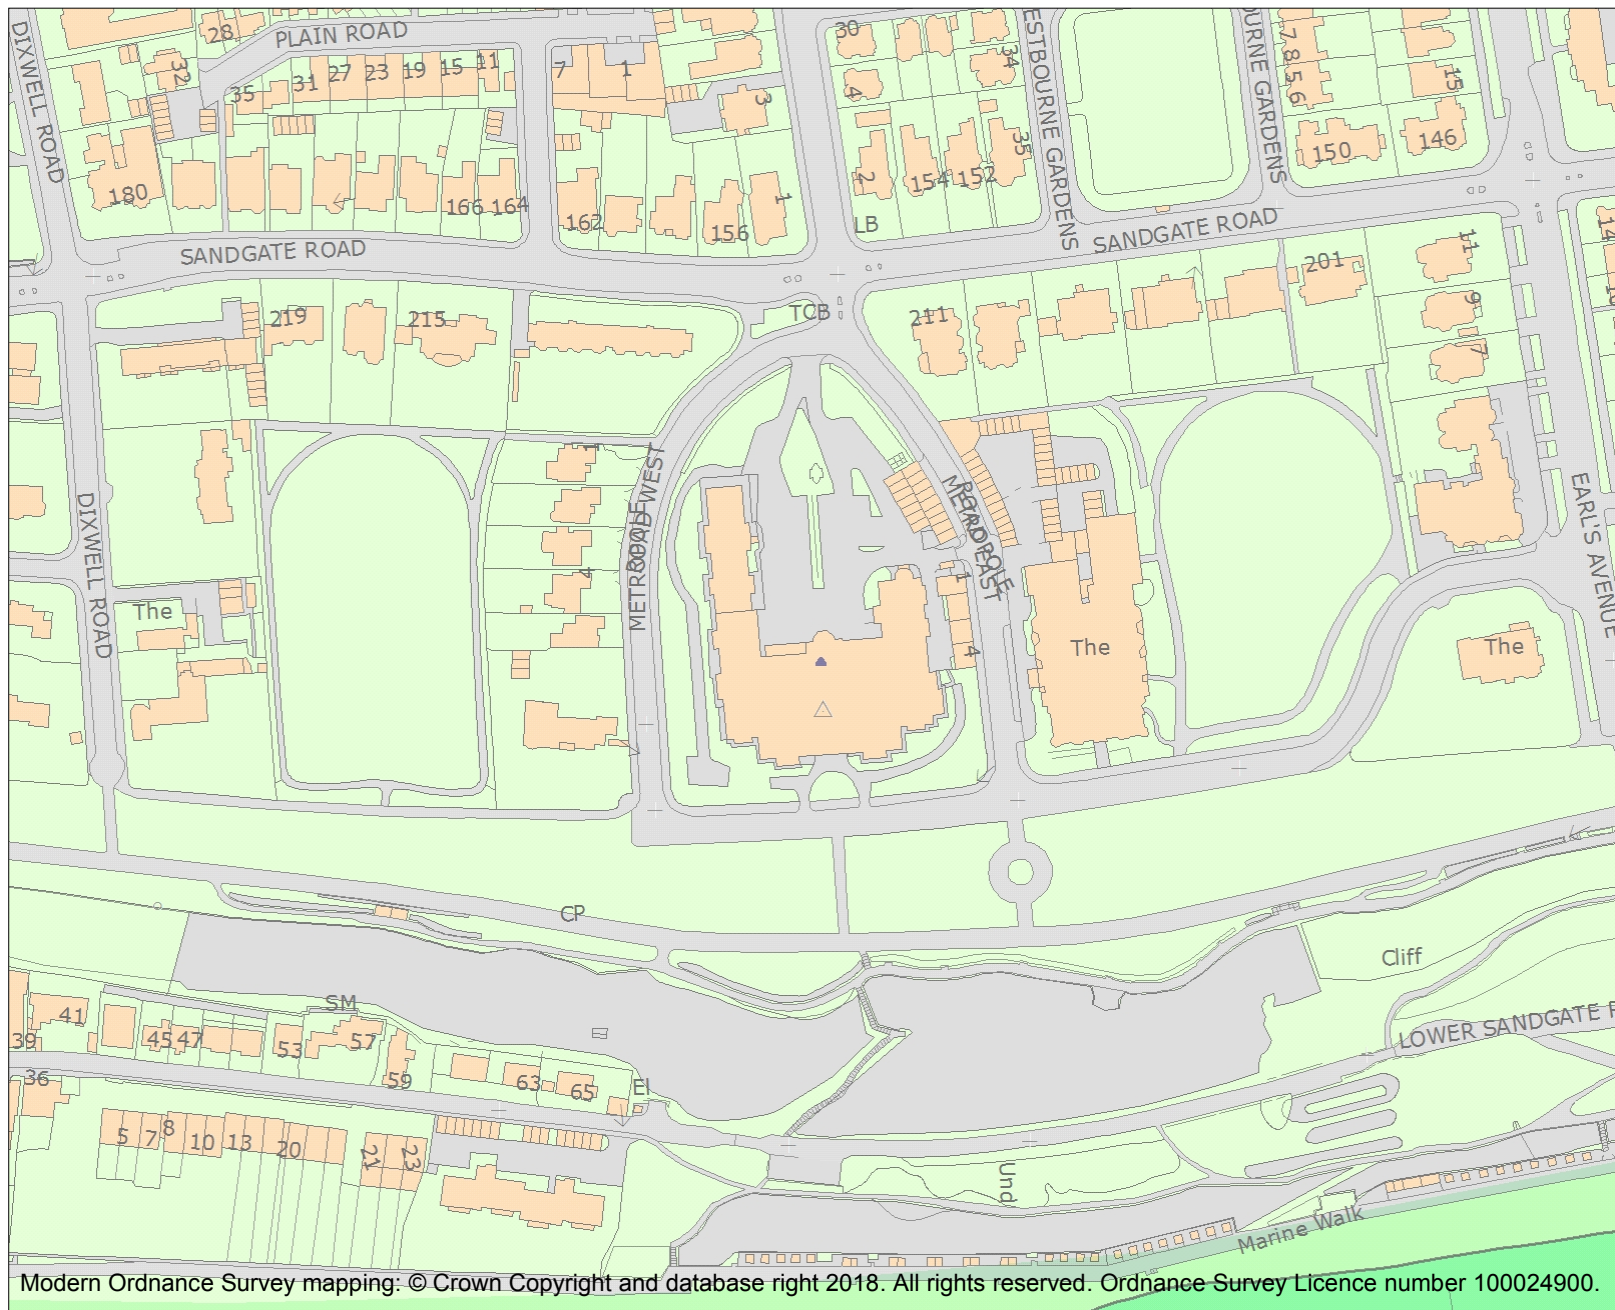 DIXWELL ROAD
28
PLAIN ROAD
32
35
31
27
23
19
15
11
7
1
3
30
4
34
ESTBOURNE GARDENS
OURNE GARDENS
7 8 5 6
15
180
166
164
162
156
1
2
154
152
35
150
146
LB
SANDGATE ROAD
SANDGATE ROAD
201
11
9
7
14
219
215
TCB
211
1
4
METROPOLE
ROAD WEST
METROPOLE
ROAD EAST
DIXWELL ROAD
EARL'S AVENUE
The
1
4
The
The
CP
Cliff
SM
41
39
45
47
53
57
59
63
65
El
36
LOWER SANDGATE R
5
7
8
10
13
20
21
23
Und
Marine Walk
Modern Ordnance Survey mapping: © Crown Copyright and database right 2018. All rights reserved. Ordnance Survey Licence number 100024900.